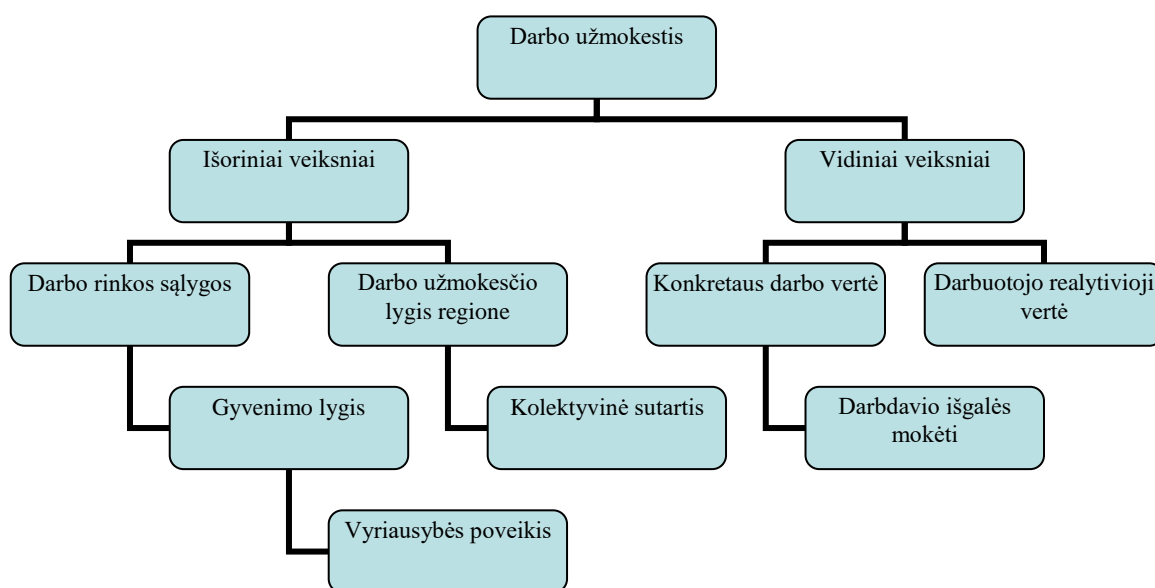 Darbo užmokestis
Išoriniai veiksniai
Vidiniai veiksniai
Darbo rinkos sąlygos
Darbo užmokesčio
lygis regione
Konkretaus darbo vertė
Darbuotojo realytivioji
vertė
Gyvenimo lygis
Kolektyvinė sutartis
Darbdavio išgalės
mokėti
Vyriausybės poveikis